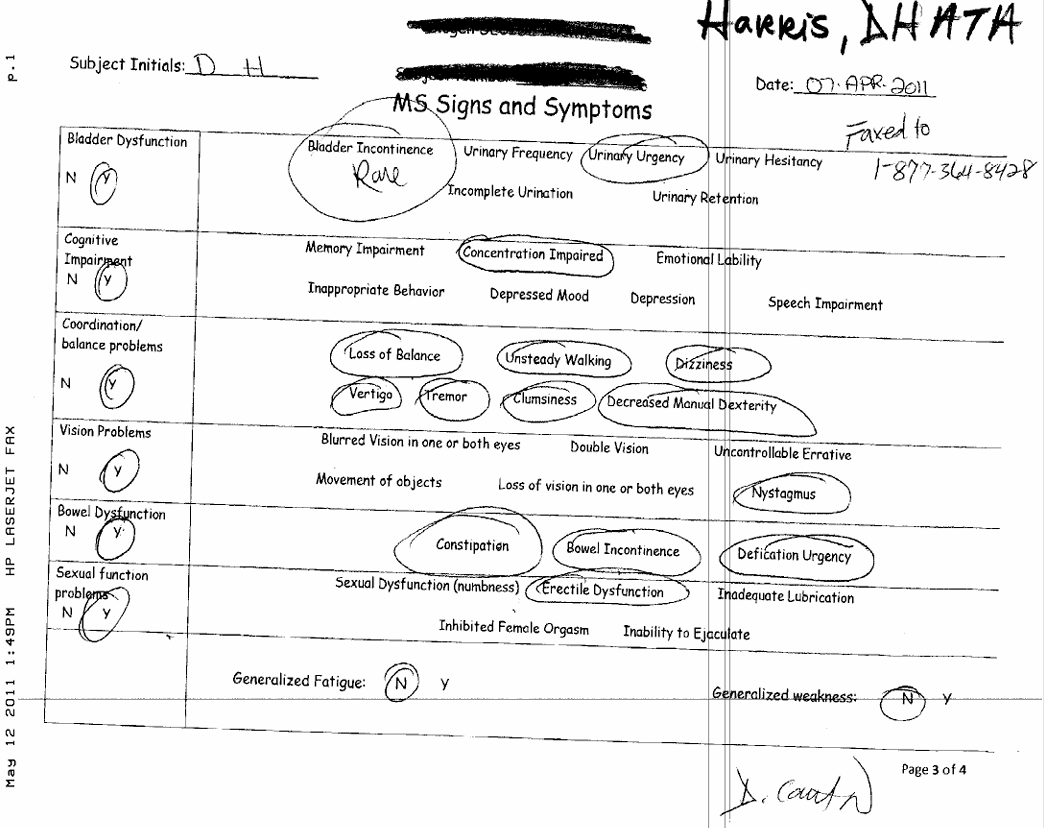 Harris, DHATA
Subject Initials: D H
Date: 07.APR.2011
MS Signs and Symptoms
Faxed to
1-877-364-8428
Bladder Dysfunction
N Y
Bladder Incontinence Urinary Frequency Urinary Urgency Urinary Hesitancy
Rare
Incomplete Urination Urinary Retention
Cognitive
Impairment
N Y
Memory Impairment Concentration Impaired Emotional Lability
Inappropriate Behavior Depressed Mood Depression Speech Impairment
Coordination/
balance problems
N Y
Loss of Balance Unsteady Walking Dizziness
Vertigo Tremor Clumsiness Decreased Manual Dexterity
Vision Problems
N Y
Blurred Vision in one or both eyes Double Vision Uncontrollable Errative
Movement of objects Loss of vision in one or both eyes Nystagmus
Bowel Dysfunction
N Y
Constipation Bowel Incontinence Defication Urgency
Sexual function
problems
N Y
Sexual Dysfunction (numbness) Erectile Dysfunction Inadequate Lubrication
Inhibited Female Orgasm Inability to Ejaculate
Generalized Fatigue: N Y
Generalized weakness: N Y
Page 3 of 4
D.
May 12 2011 1:49PM HP LASERJET FAX p.1